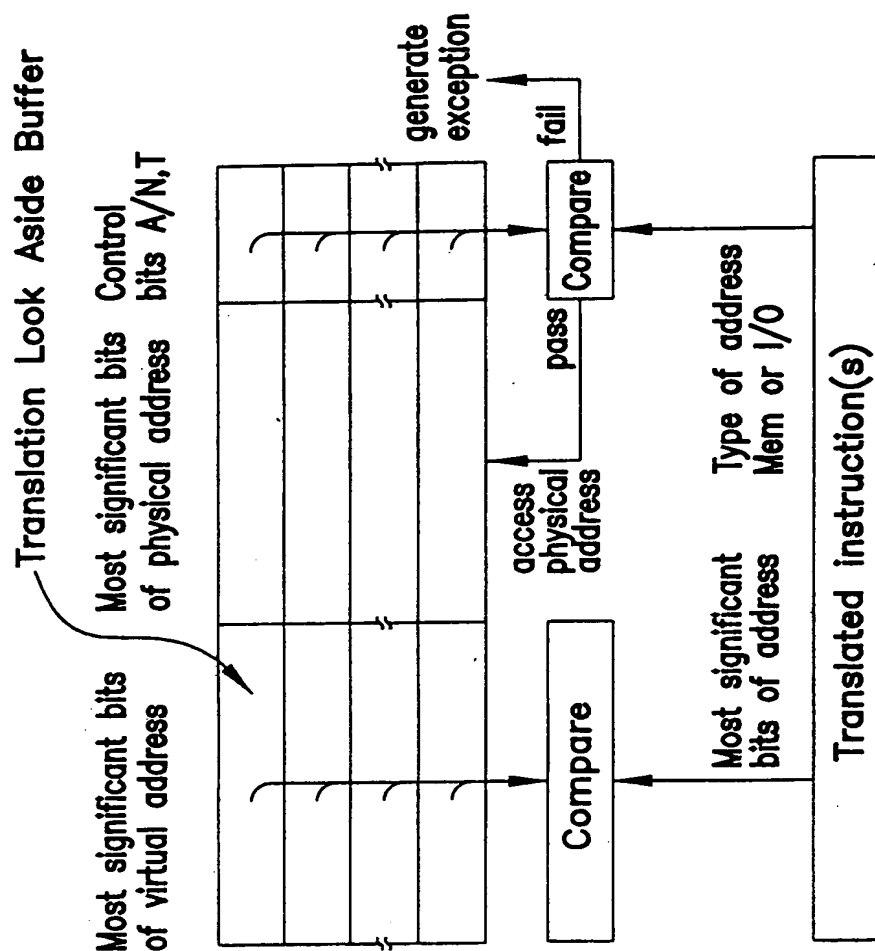 Translation Look Aside Buffer
Most significant bits
of virtual address
Most significant bits
of physical address
Control
bits A/N,T
generate
exception
fail
access
physical
address
pass
Compare
Compare
Most significant
bits of address
Type of address
Mem or I/O
Translated instruction(s)